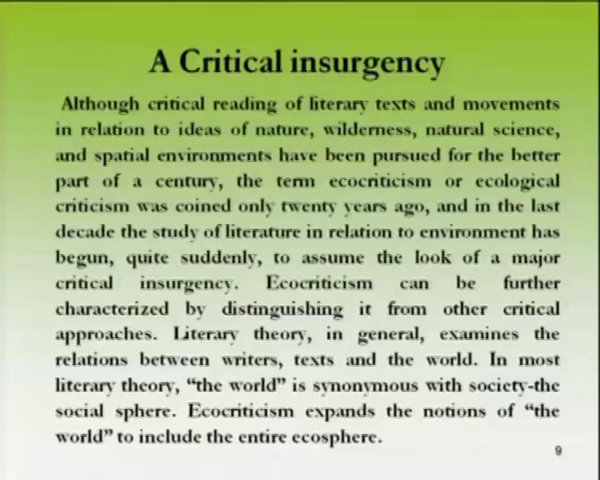 A Critical insurgency
Although critical reading of literary texts and movements
in relation to ideas of nature, wilderness, natural science,
and spatial environments have been pursued for the better
part of a century, the term ecocriticism or ecological
criticism was coined only twenty years ago, and in the last
decade the study of literature in relation to environment has
begun, quite suddenly, to assume the look of a major
critical insurgency. Ecocriticism can be further
characterized by distinguishing it from other critical
approaches. Literary theory, in general, examines the
relations between writers, texts and the world. In most
literary theory, “the world” is synonymous with society-the
social sphere. Ecocriticism expands the notions of “the
world” to include the entire ecosphere.
9